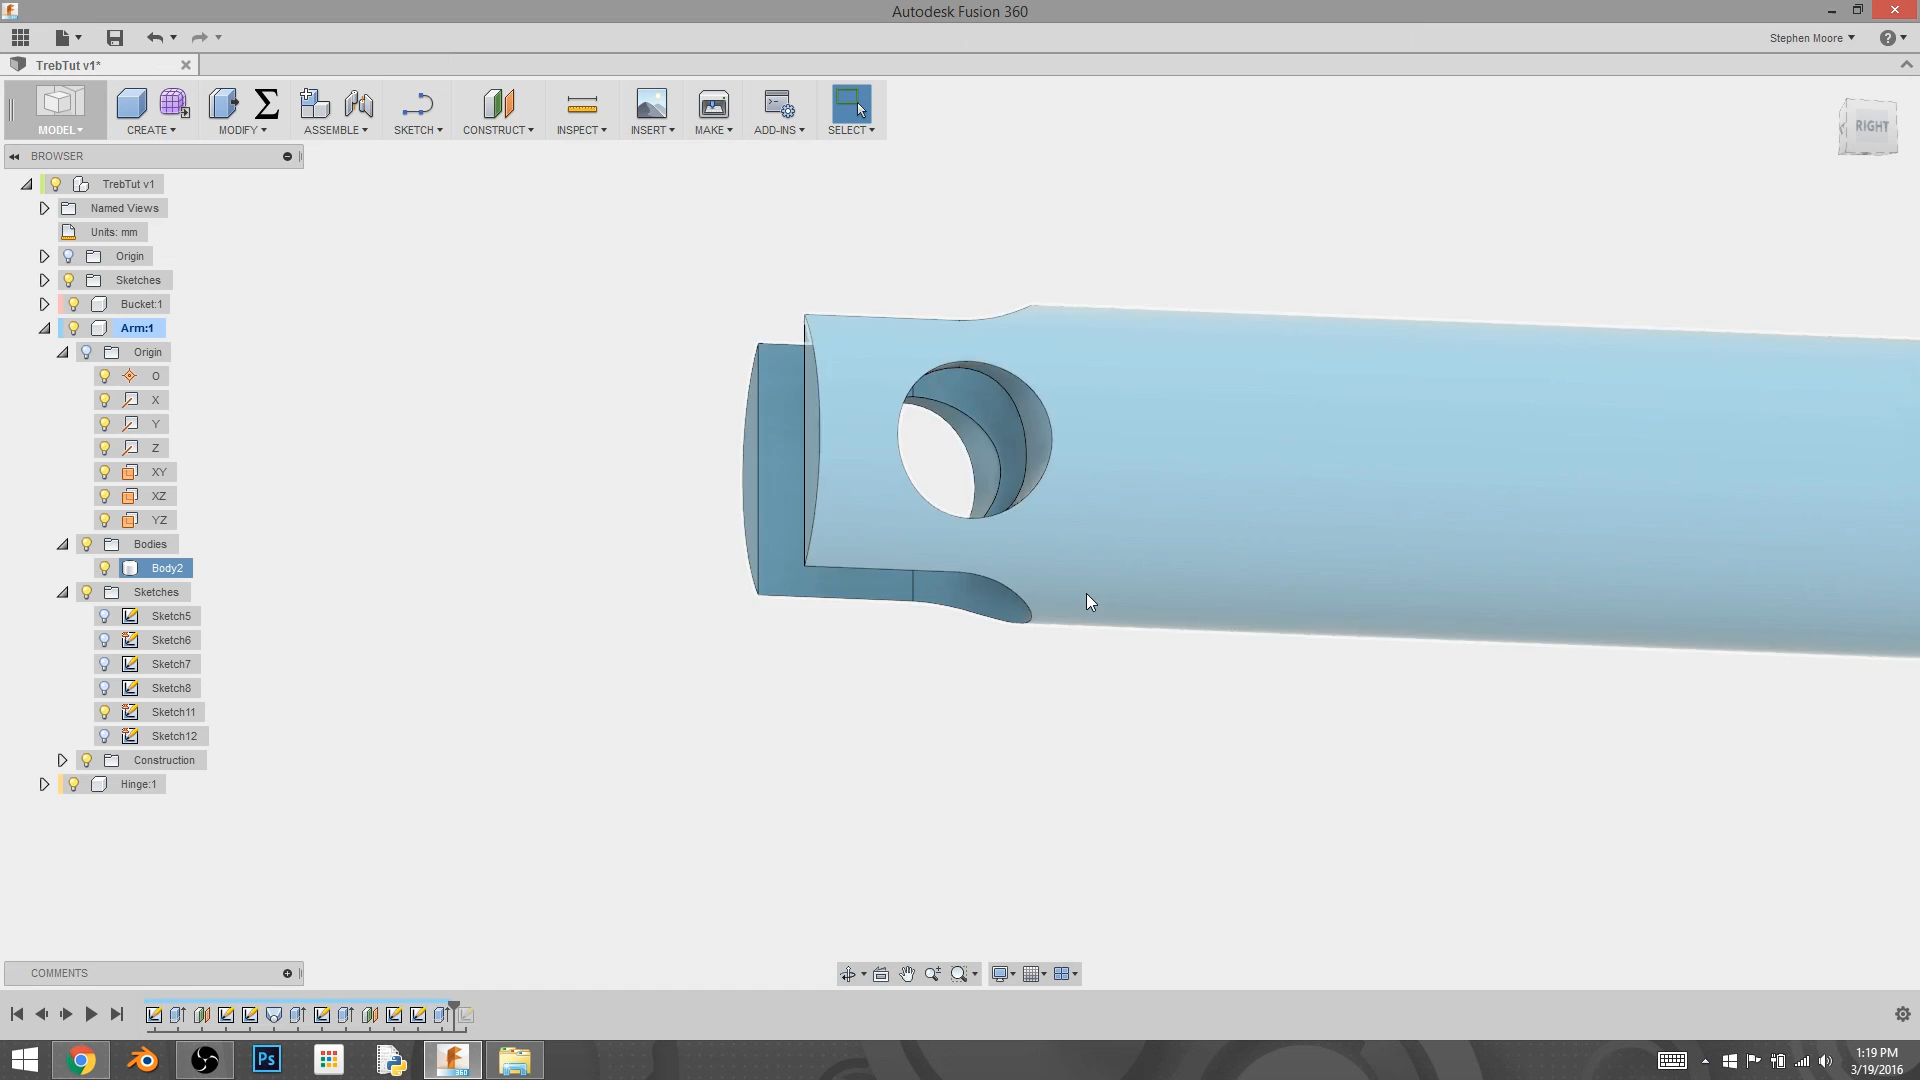 Autodesk Fusion 360
Stephen Moore
TrebTut v1*
MODEL
CREATE
MODIFY
ASSEMBLE
SKETCH
CONSTRUCT
INSPECT
INSERT
MAKE
ADD-INS
SELECT
RIGHT
BROWSER
TrebTut v1
Named Views
Units: mm
Origin
Sketches
Bucket:1
Arm:1
Origin
O
X
Y
Z
XY
XZ
YZ
Bodies
Body2
Sketches
Sketch5
Sketch6
Sketch7
Sketch8
Sketch11
Sketch12
Construction
Hinge:1
COMMENTS
Ps
360
1:19 PM
3/19/2016